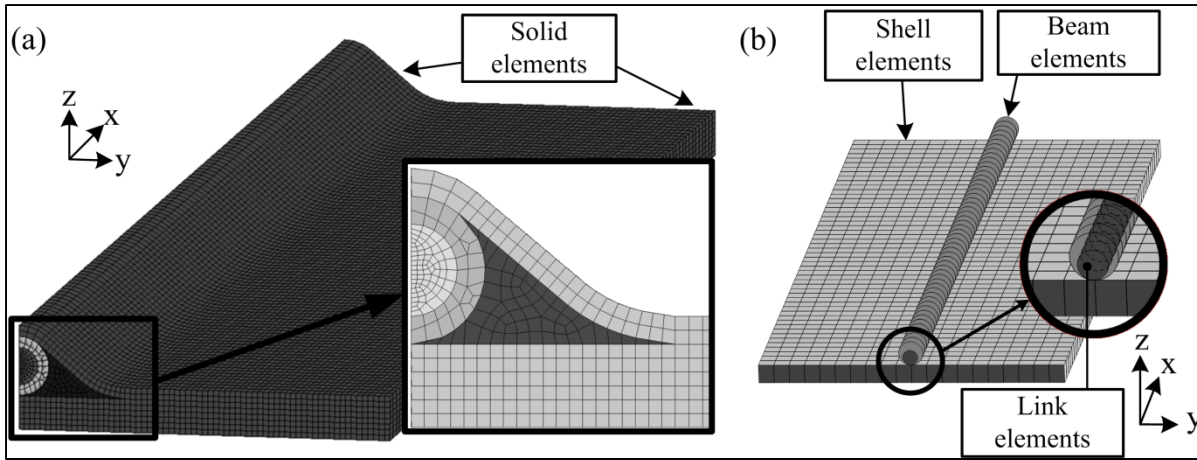 (a)
Solid
elements
z
x
y
(b)
Shell
elements
Beam
elements
Link
elements
z
x
y